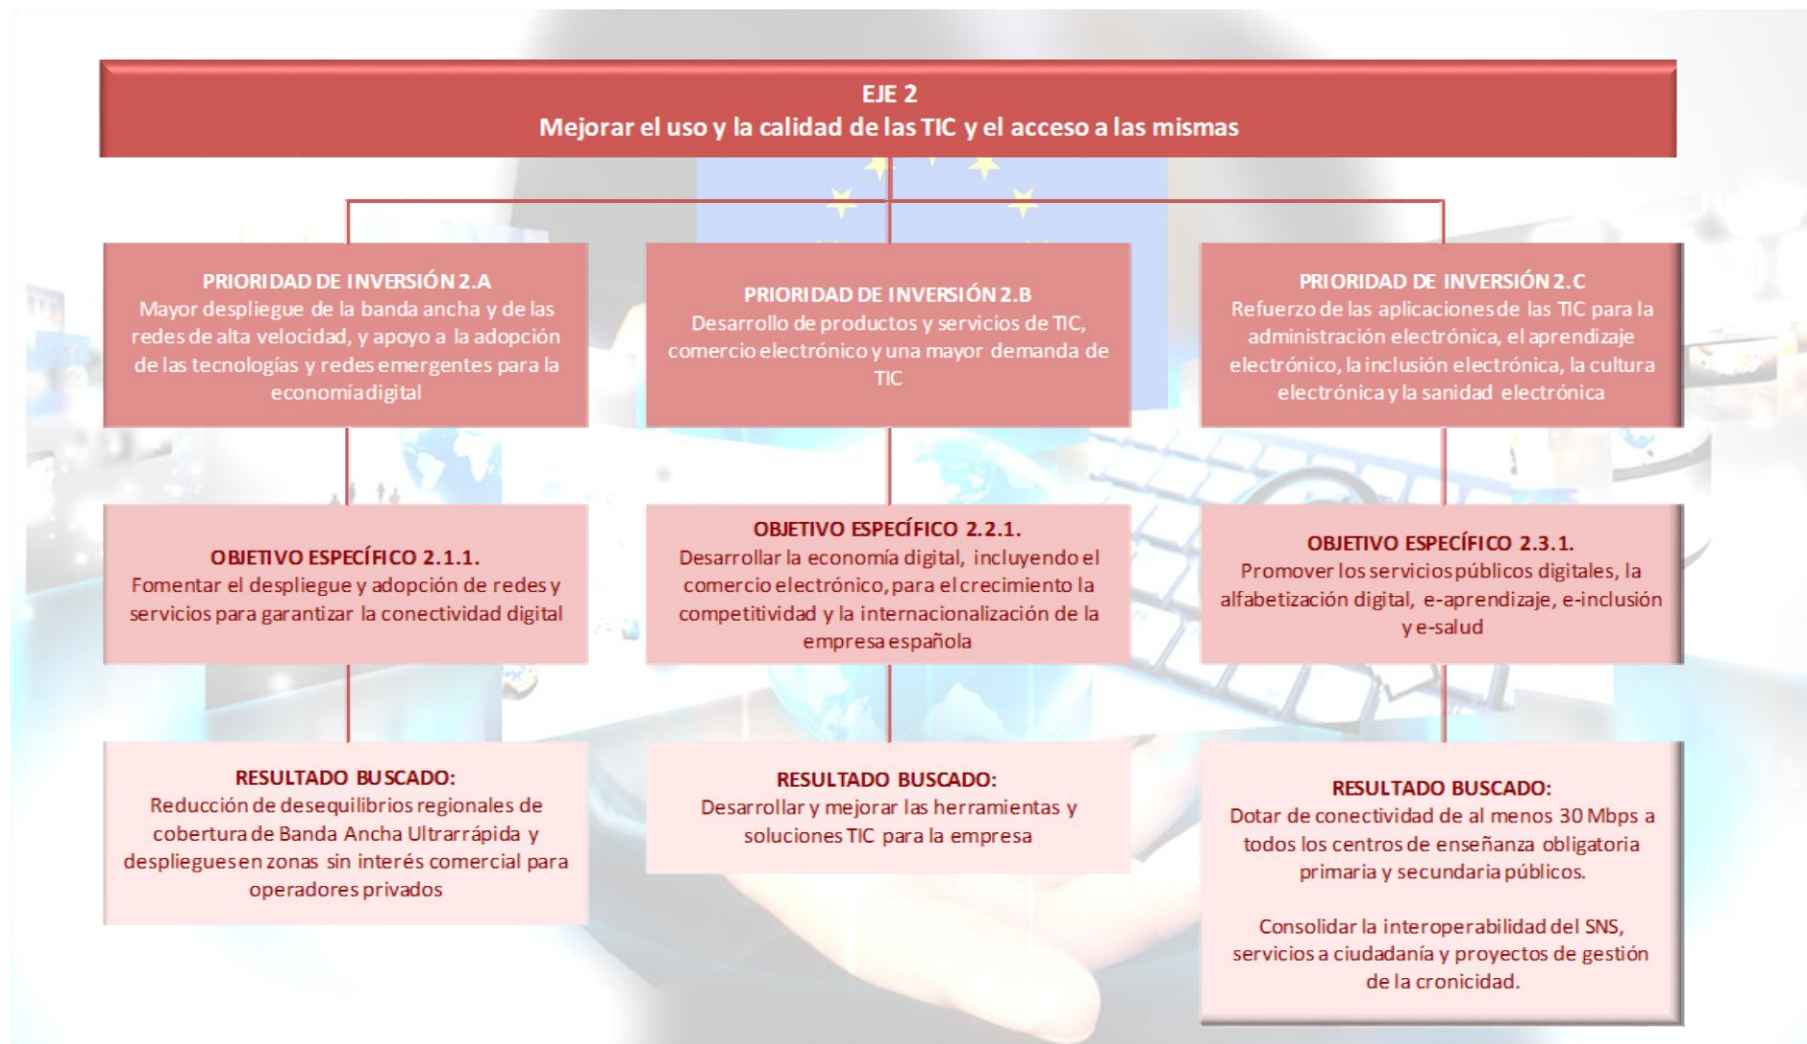 EJE 2
Mejorar el uso y la calidad de las TIC y el acceso a las mismas
PRIORIDAD DE INVERSIÓN 2.A
Mayor despliegue de la banda ancha y de las
redes de alta velocidad, y apoyo a la adopción
de las tecnologías y redes emergentes para la
economía digital
PRIORIDAD DE INVERSIÓN 2.B
Desarrollo de productos y servicios de TIC,
comercio electrónico y una mayor demanda de
TIC
PRIORIDAD DE INVERSIÓN 2.C
Refuerzo de las aplicaciones de las TIC para la
administración electrónica, el aprendizaje
electrónico, la inclusión electrónica, la cultura
electrónica y la sanidad electrónica
OBJETIVO ESPECÍFICO 2.1.1.
Fomentar el despliegue y adopción de redes y
servicios para garantizar la conectividad digital
OBJETIVO ESPECÍFICO 2.2.1.
Desarrollar la economía digital, incluyendo el
comercio electrónico, para el crecimiento la
competitividad y la internacionalización de la
empresa española
OBJETIVO ESPECÍFICO 2.3.1.
Promover los servicios públicos digitales, la
alfabetización digital, e-aprendizaje, e-inclusión
y e-salud
RESULTADO BUSCADO:
Reducción de desequilibrios regionales de
cobertura de Banda Ancha Ultrarrápida y
despliegues en zonas sin interés comercial para
operadores privados
RESULTADO BUSCADO:
Desarrollar y mejorar las herramientas y
soluciones TIC para la empresa
RESULTADO BUSCADO:
Dotar de conectividad de al menos 30 Mbps a
todos los centros de enseñanza obligatoria
primaria y secundaria públicos.
Consolidar la interoperabilidad del SNS,
servicios a ciudadanía y proyectos de gestión
de la cronicidad.